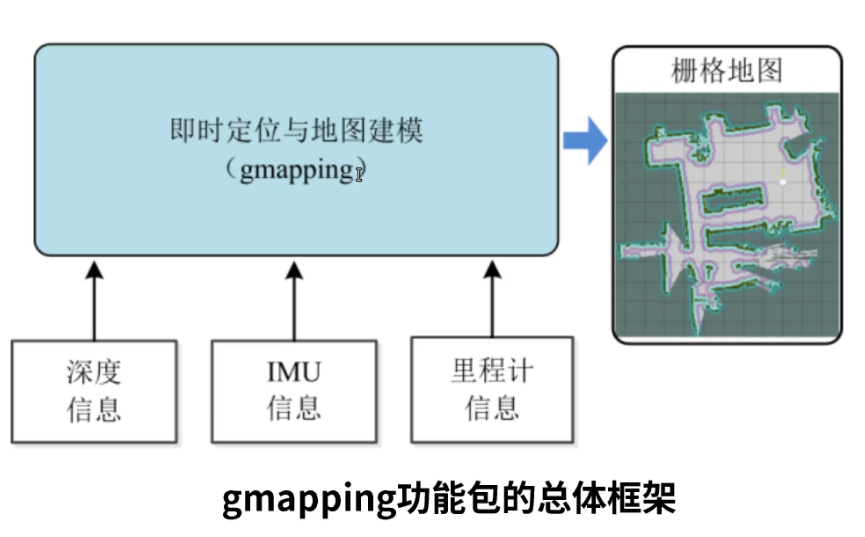 即时定位与地图建模
（gmapping）
栅格地图
深度
信息
IMU
信息
里程计
信息
gmapping功能包的总体框架